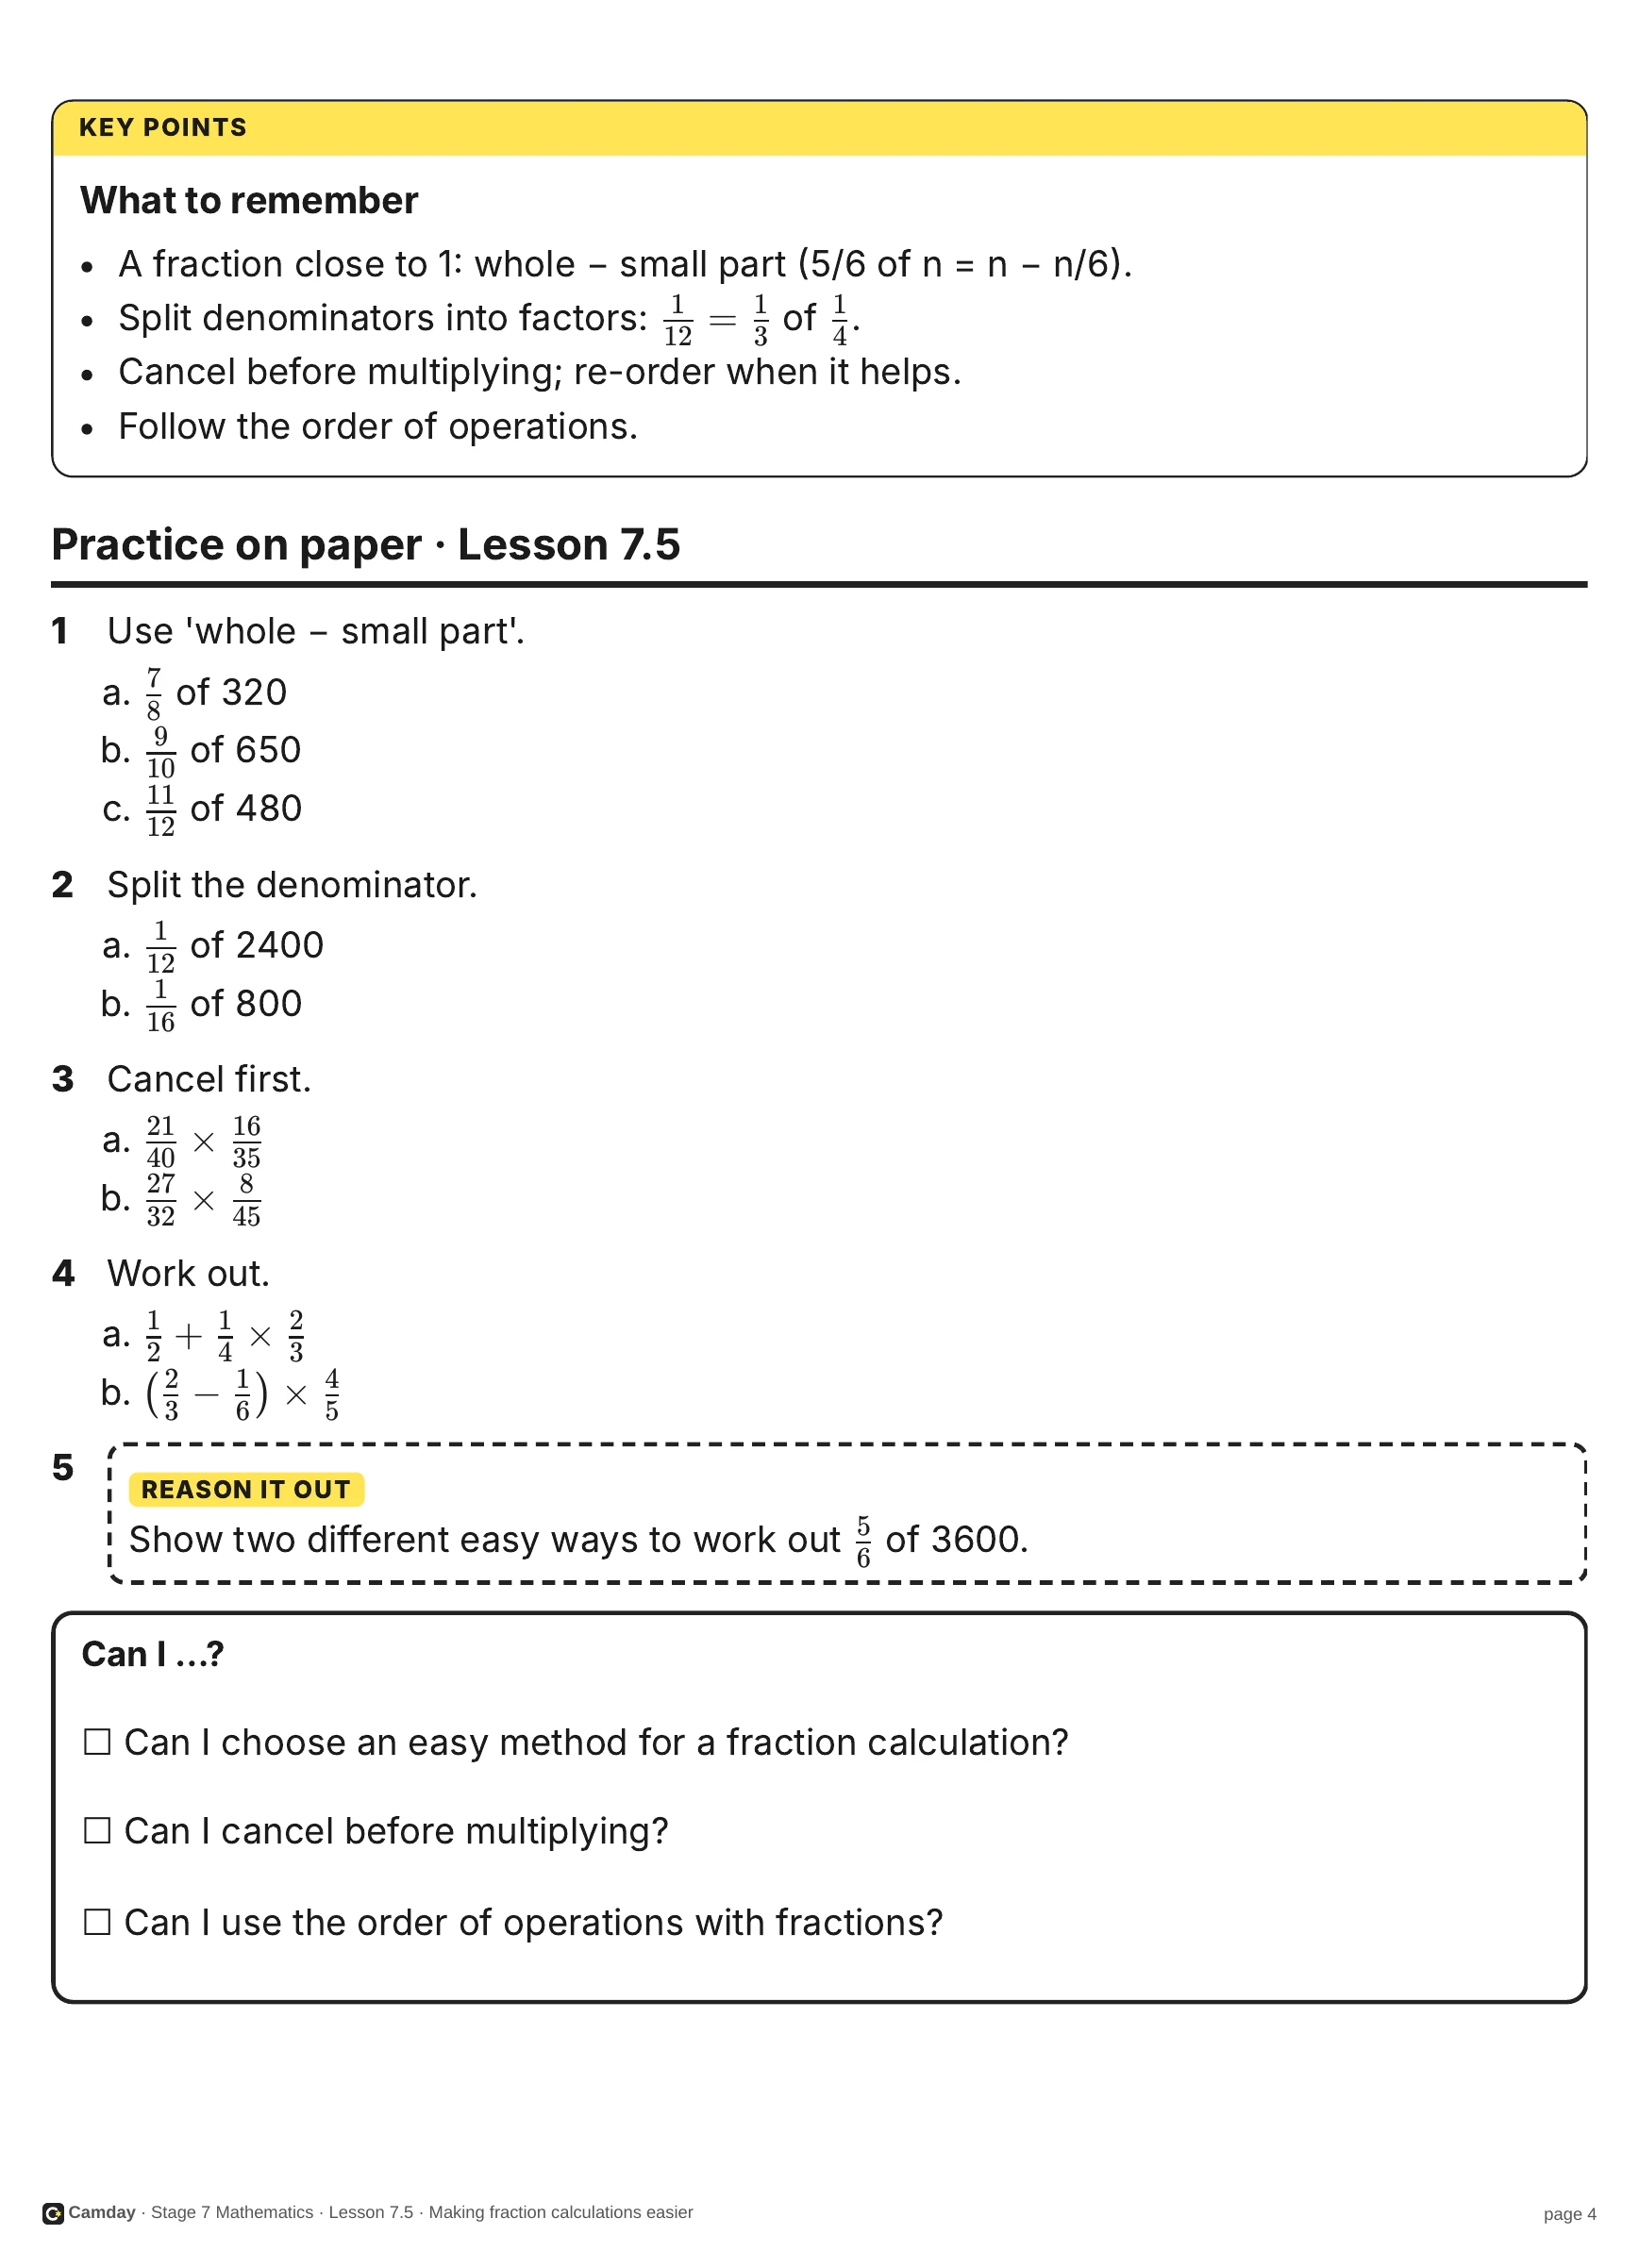 KEY POINTS
What to remember
• A fraction close to 1: whole − small part (5/6 of n = n − n/6).
• Split denominators into factors: 1/12 = 1/3 of 1/4.
• Cancel before multiplying; re-order when it helps.
• Follow the order of operations.
Practice on paper · Lesson 7.5
1 Use 'whole − small part'.
a. 7/8 of 320
b. 9/10 of 650
c. 11/12 of 480
2 Split the denominator.
a. 1/12 of 2400
b. 1/16 of 800
3 Cancel first.
a. 21/40 × 16/35
b. 27/32 × 8/45
4 Work out.
a. 1/2 + 1/4 × 2/3
b. (2/3 − 1/6) × 4/5
5 REASON IT OUT
Show two different easy ways to work out 5/6 of 3600.
Can I ...?
☐ Can I choose an easy method for a fraction calculation?
☐ Can I cancel before multiplying?
☐ Can I use the order of operations with fractions?
Camday · Stage 7 Mathematics · Lesson 7.5 · Making fraction calculations easier page 4